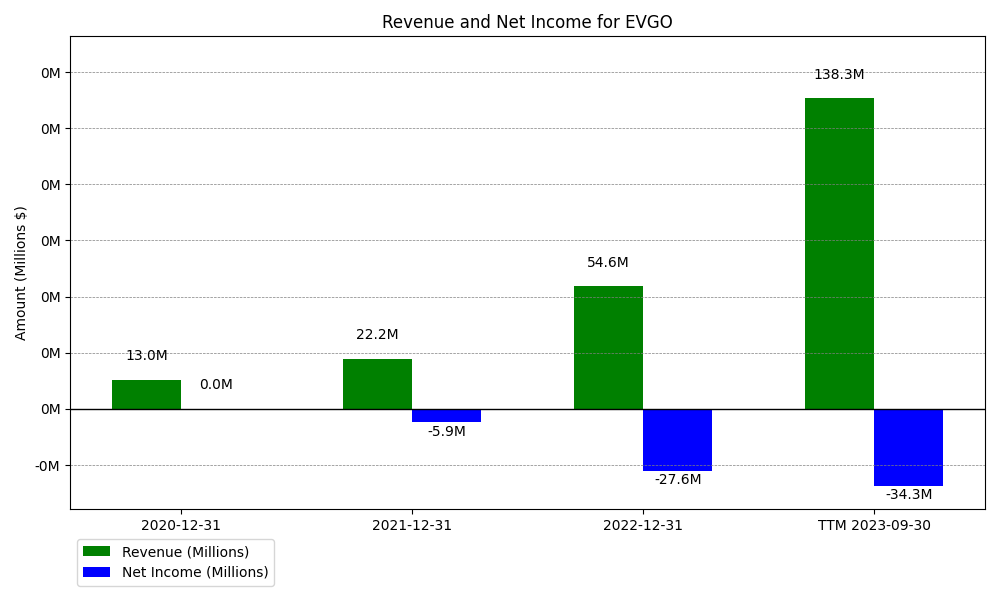 Revenue and Net Income for EVGO
Amount (Millions $)
0M
0M
0M
0M
0M
0M
0M
-0M
13.0M
0.0M
22.2M
-5.9M
54.6M
-27.6M
138.3M
-34.3M
2020-12-31
2021-12-31
2022-12-31
TTM 2023-09-30
Revenue (Millions)
Net Income (Millions)